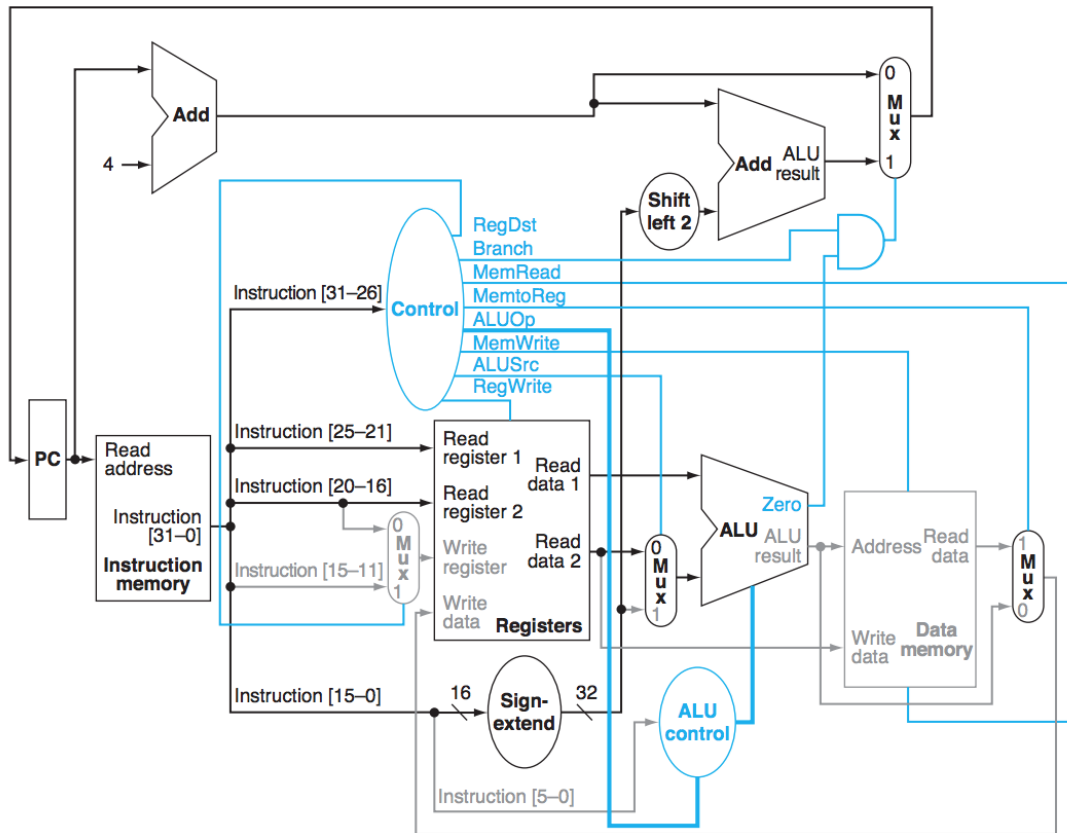 Add
4
Add
ALU
result
0
Mux
1
Shift
left 2
RegDst
Branch
MemRead
MemtoReg
ALUOp
MemWrite
ALUSrc
RegWrite
Control
Instruction [31–26]
Instruction [25–21]
Instruction [20–16]
Instruction [15–11]
Instruction [15–0]
Instruction [5–0]
PC
Read
address
Instruction
[31–0]
Instruction
memory
0
Mux
1
Read
register 1
Read
register 2
Write
register
Write
data
Read
data 1
Read
data 2
Registers
16
Sign-
extend
32
0
Mux
1
Zero
ALU
ALU
result
ALU
control
Address
Read
data
Write
data
Data
memory
1
Mux
0